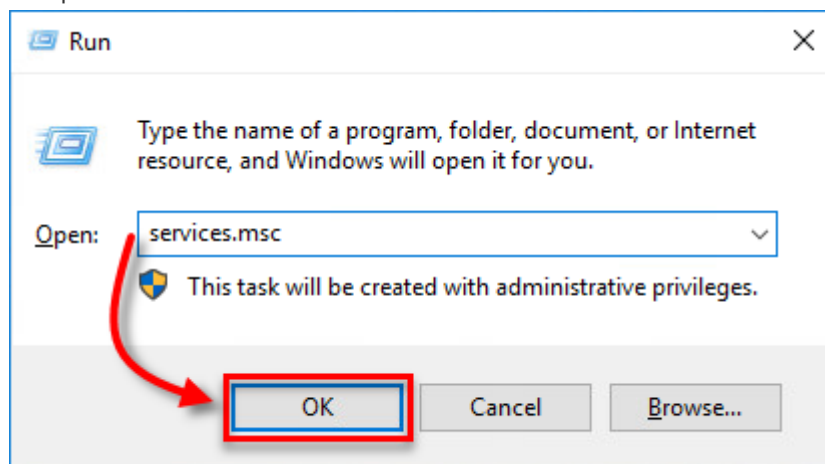 Run
Type the name of a program, folder, document, or Internet
resource, and Windows will open it for you.
Open: services.msc
This task will be created with administrative privileges.
OK Cancel Browse...